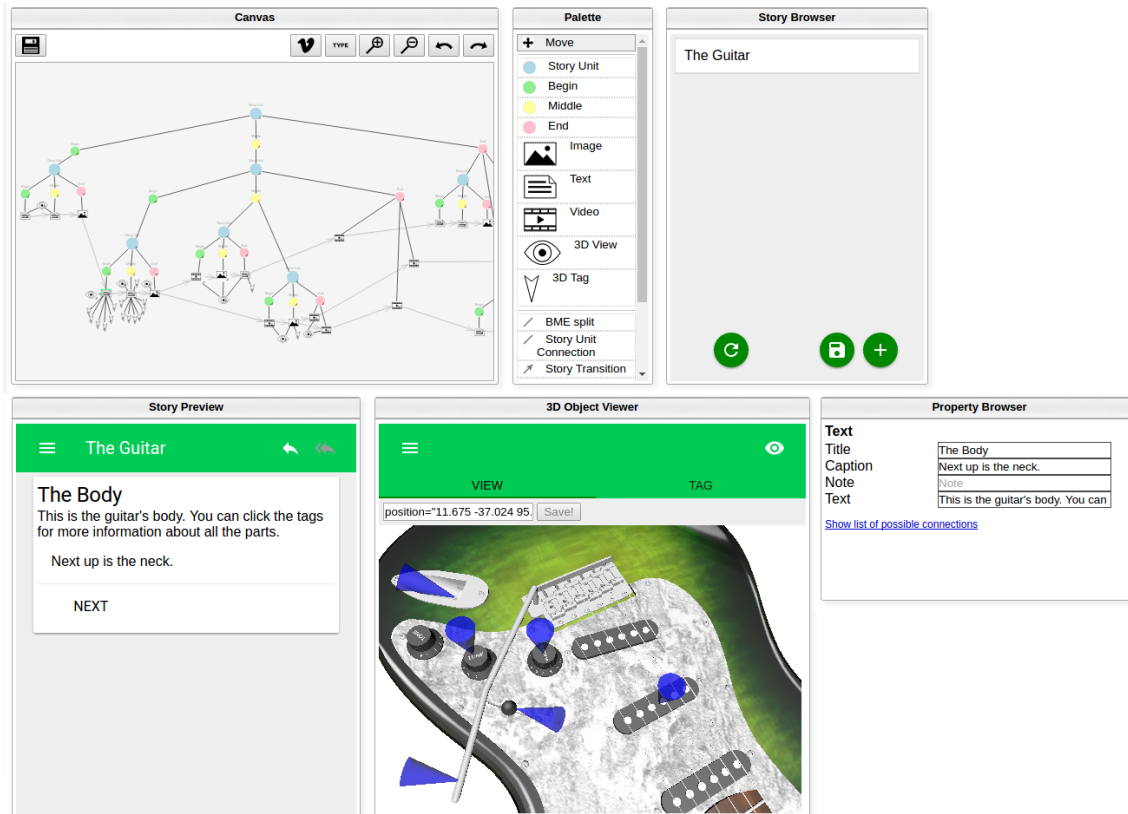 Canvas
TYPE
Palette
Move
Story Unit
Begin
Middle
End
Image
Text
Video
3D View
3D Tag
BME split
Story Unit
Connection
Story Transition
Story Browser
The Guitar
Story Preview
The Guitar
The Body
This is the guitar's body. You can click the tags
for more information about all the parts.
Next up is the neck.
NEXT
3D Object Viewer
VIEW
TAG
position="11.675 -37.024 95.
Save!
Property Browser
Text
Title
The Body
Caption
Next up is the neck.
Note
Note
Text
This is the guitar's body. You can
Show list of possible connections